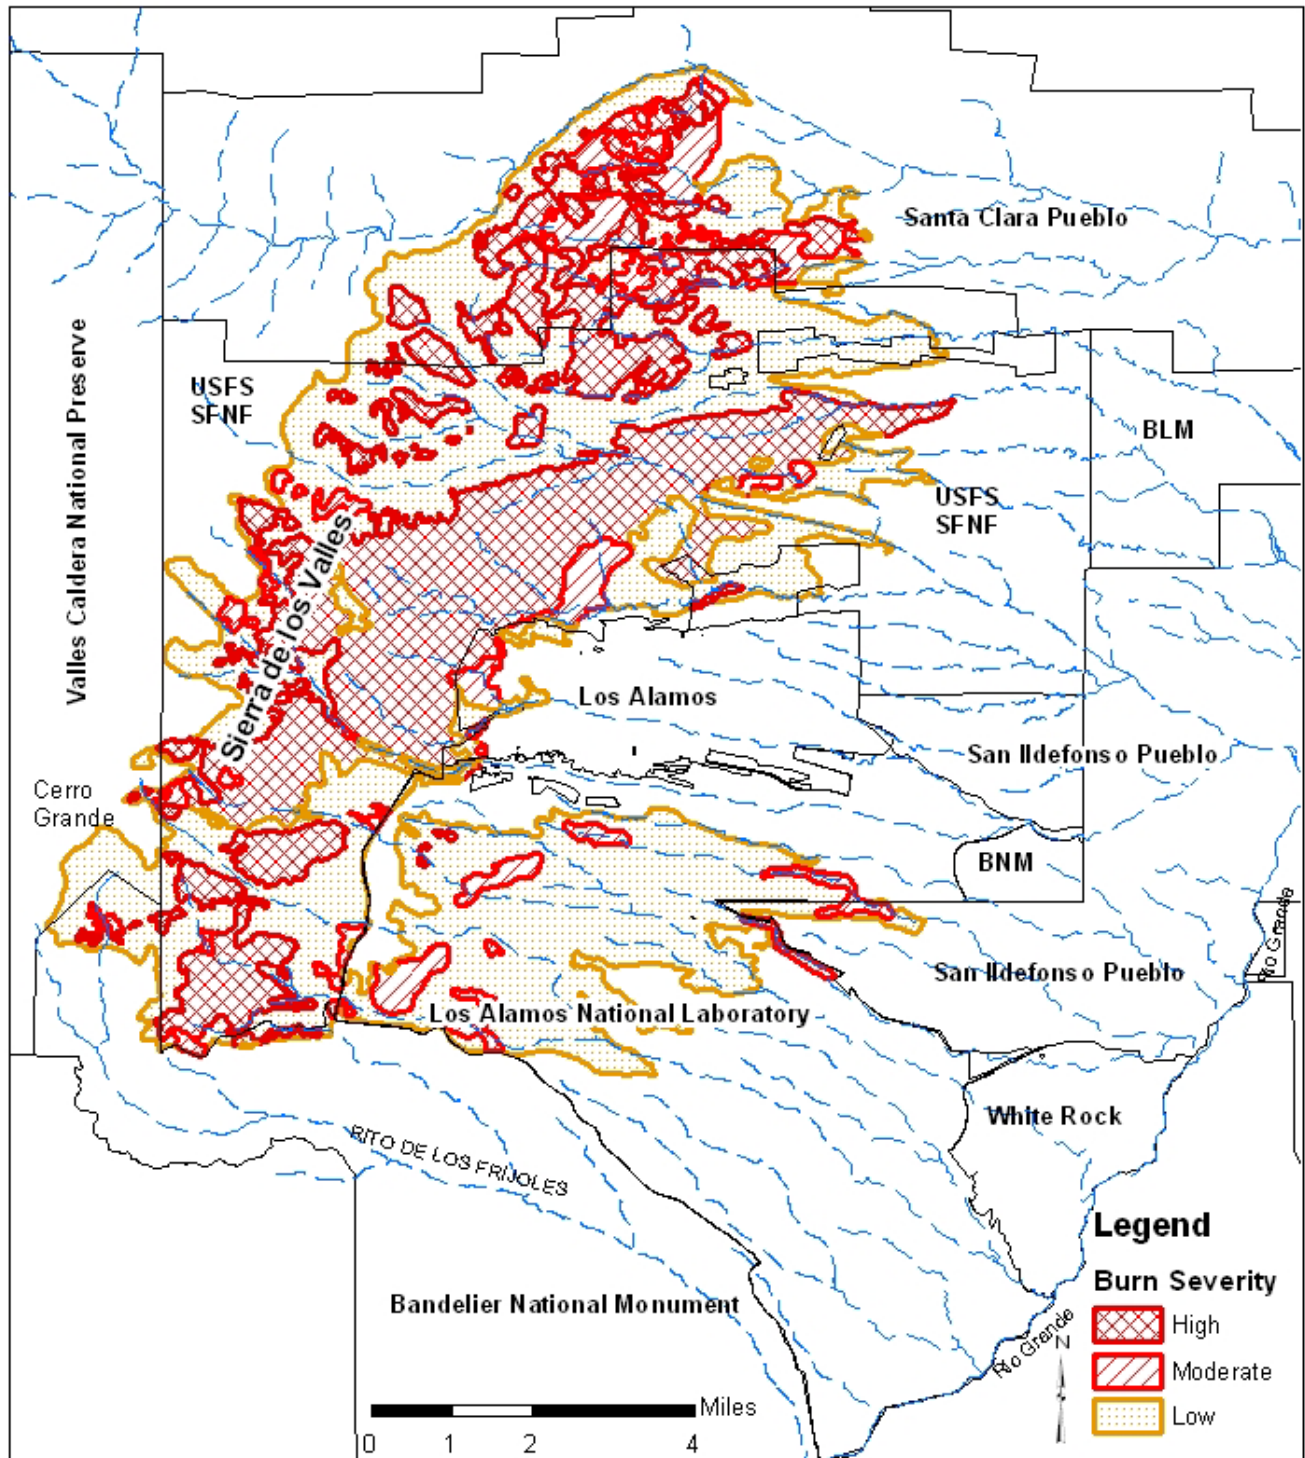 Santa Clara Pueblo
Valles Caldera National Preserve
USFS
SFNF
BLM
USFS
SFNF
Sierra de los Valles
Los Alamos
San Ildefonso Pueblo
Cerro
Grande
BNM
Rio Grande
San Ildefonso Pueblo
Los Alamos National Laboratory
White Rock
RITO DE LOS FRIJOLES
Legend
Burn Severity
High
Moderate
Low
Bandelier National Monument
Rio Grande
N
Miles
0 1 2 4